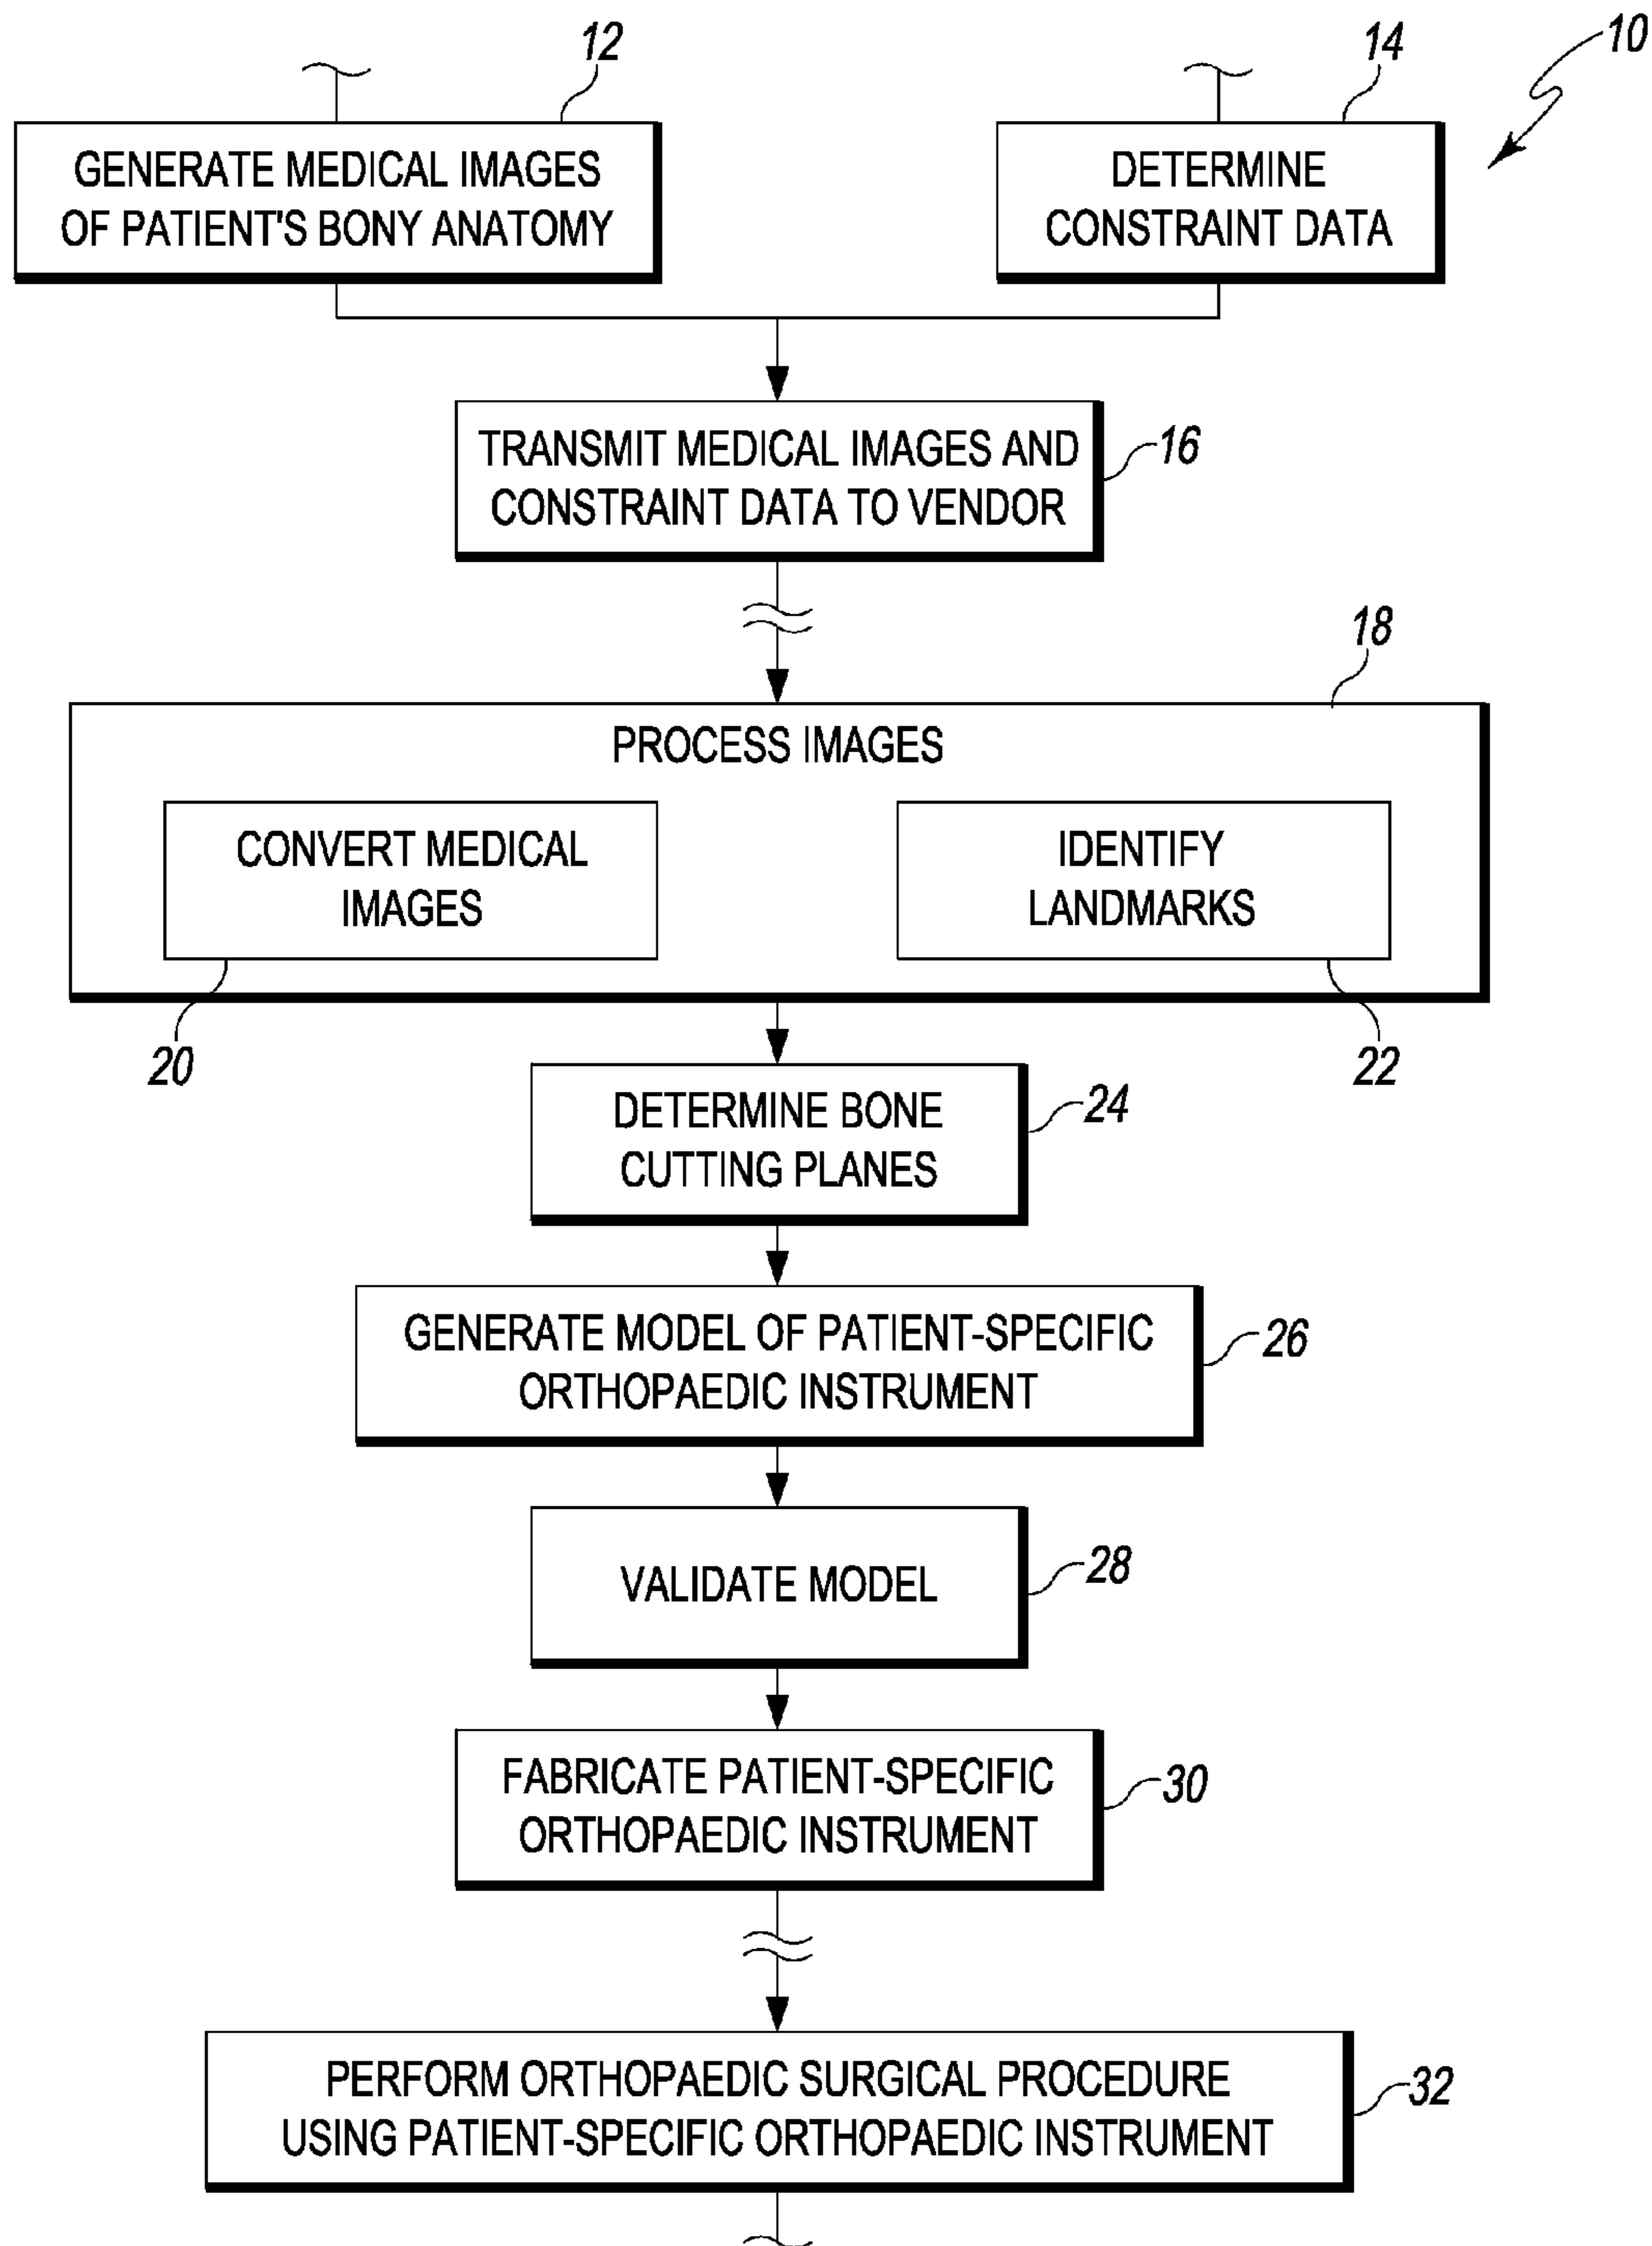 12
14
10
GENERATE MEDICAL IMAGES
OF PATIENT'S BONY ANATOMY
DETERMINE
CONSTRAINT DATA
TRANSMIT MEDICAL IMAGES AND
CONSTRAINT DATA TO VENDOR
16
18
PROCESS IMAGES
CONVERT MEDICAL
IMAGES
IDENTIFY
LANDMARKS
20
22
DETERMINE BONE
CUTTING PLANES
24
GENERATE MODEL OF PATIENT-SPECIFIC
ORTHOPAEDIC INSTRUMENT
26
VALIDATE MODEL
28
FABRICATE PATIENT-SPECIFIC
ORTHOPAEDIC INSTRUMENT
30
PERFORM ORTHOPAEDIC SURGICAL PROCEDURE
USING PATIENT-SPECIFIC ORTHOPAEDIC INSTRUMENT
32